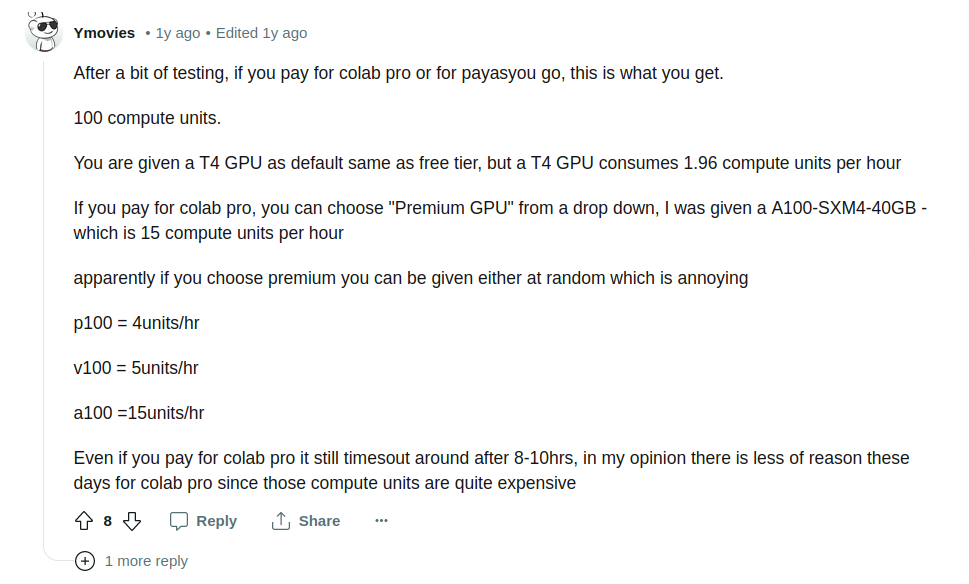 Ymovies • 1y ago • Edited 1y ago
After a bit of testing, if you pay for colab pro or for payasyou go, this is what you get.
100 compute units.
You are given a T4 GPU as default same as free tier, but a T4 GPU consumes 1.96 compute units per hour
If you pay for colab pro, you can choose "Premium GPU" from a drop down, I was given a A100-SXM4-40GB -
which is 15 compute units per hour
apparently if you choose premium you can be given either at random which is annoying
p100 = 4units/hr
v100 = 5units/hr
a100 =15units/hr
Even if you pay for colab pro it still timesout around after 8-10hrs, in my opinion there is less of reason these
days for colab pro since those compute units are quite expensive
8 Reply Share ...
1 more reply